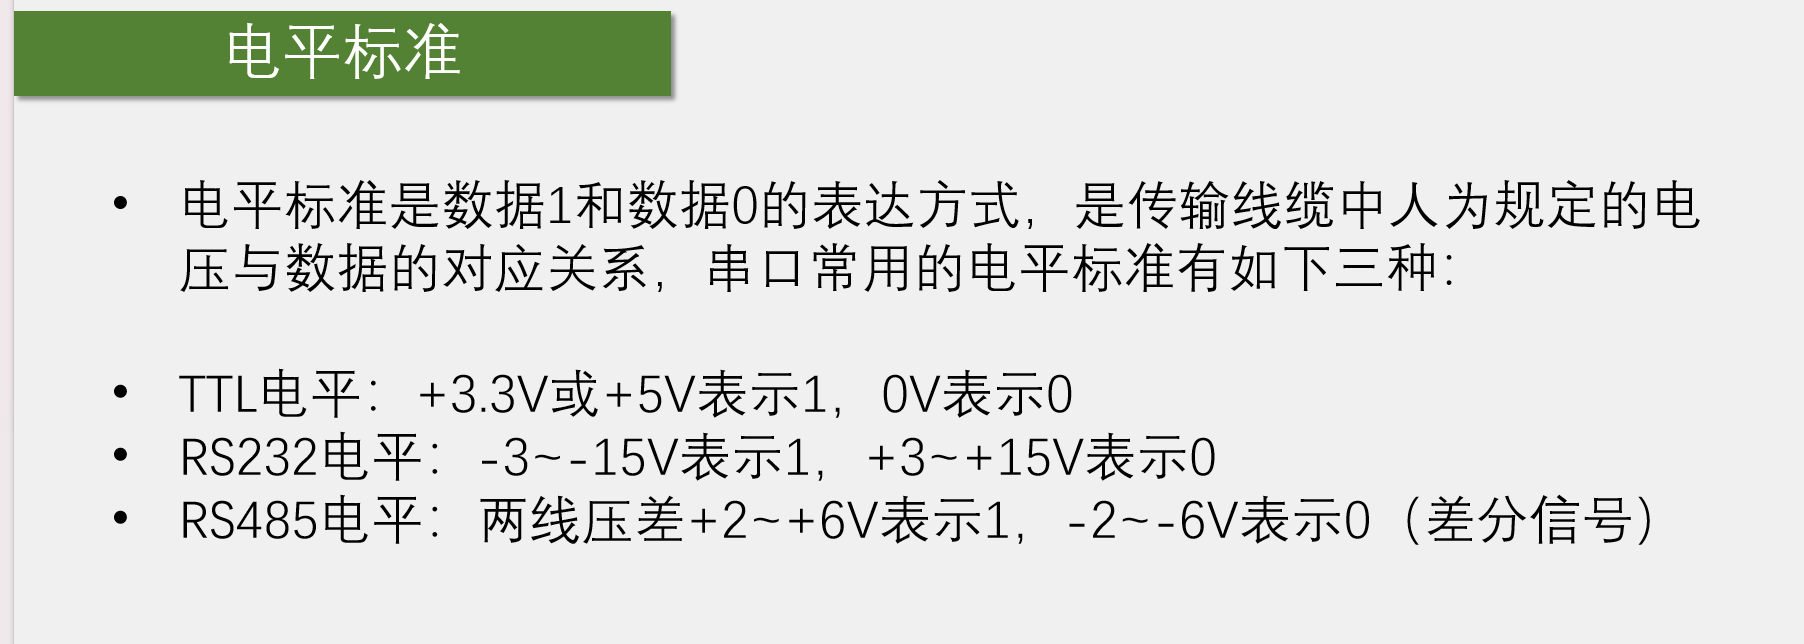 电平标准
• 电平标准是数据1和数据0的表达方式，是传输线缆中人为规定的电
压与数据的对应关系，串口常用的电平标准有如下三种：
• TTL电平：+3.3V或+5V表示1，0V表示0
• RS232电平：-3~-15V表示1，+3~+15V表示0
• RS485电平：两线压差+2~+6V表示1，-2~-6V表示0（差分信号）